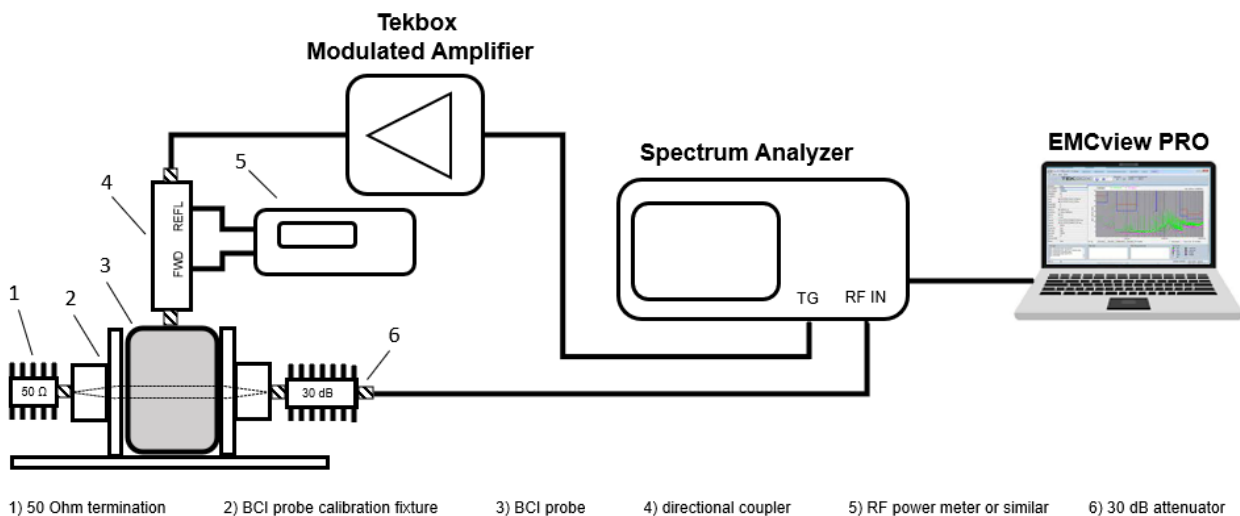 Tekbox
Modulated Amplifier
Spectrum Analyzer
EMCview PRO
5
4
REFL
FWD
3
2
1
6
TG
RF IN
50 Ω
30 dB
1) 50 Ohm termination
2) BCI probe calibration fixture
3) BCI probe
4) directional coupler
5) RF power meter or similar
6) 30 dB attenuator